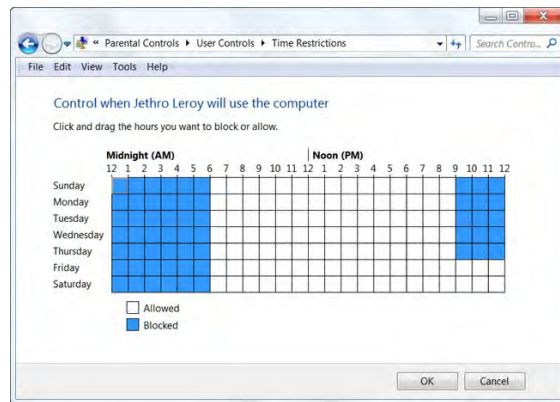 « Parental Controls ▸ User Controls ▸ Time Restrictions
Search Contro...
File Edit View Tools Help
Control when Jethro Leroy will use the computer
Click and drag the hours you want to block or allow.
Midnight (AM) Noon (PM)
12 1 2 3 4 5 6 7 8 9 10 11 12 1 2 3 4 5 6 7 8 9 10 11 12
Sunday
Monday
Tuesday
Wednesday
Thursday
Friday
Saturday
Allowed
Blocked
OK Cancel